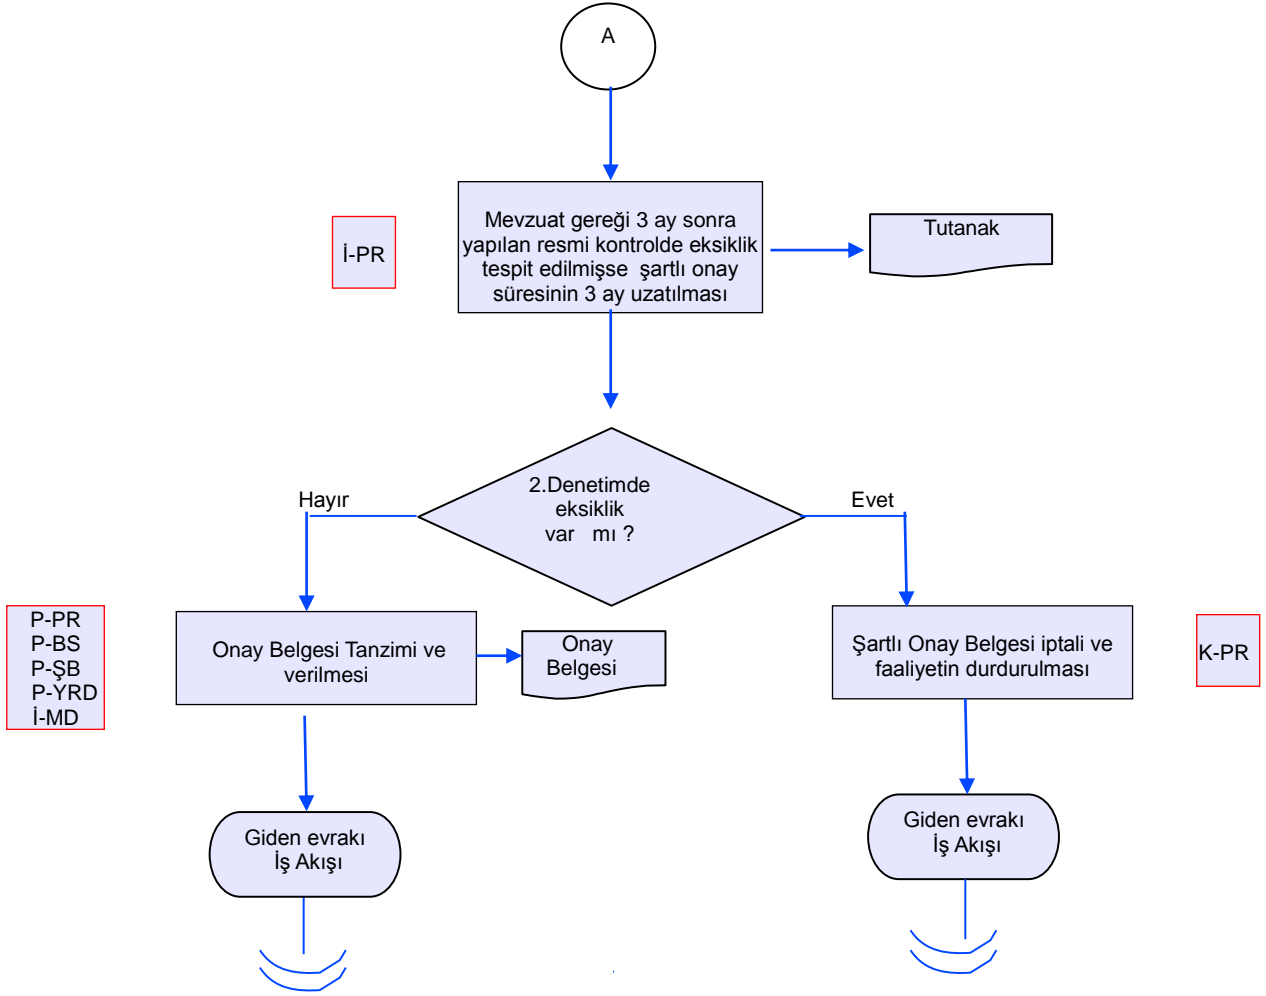 A
Mevzuat gereği 3 ay sonra
yapılan resmi kontrolde eksiklik
tespit edilmişse şartlı onay
süresinin 3 ay uzatılması
İ-PR
Tutanak
2.Denetimde
eksiklik
var mı ?
Hayır
Evet
P-PR
P-BS
P-ŞB
P-YRD
İ-MD
Onay Belgesi Tanzimi ve
verilmesi
Onay
Belgesi
Şartlı Onay Belgesi iptali ve
faaliyetin durdurulması
K-PR
Giden evrakı
İş Akışı
Giden evrakı
İş Akışı